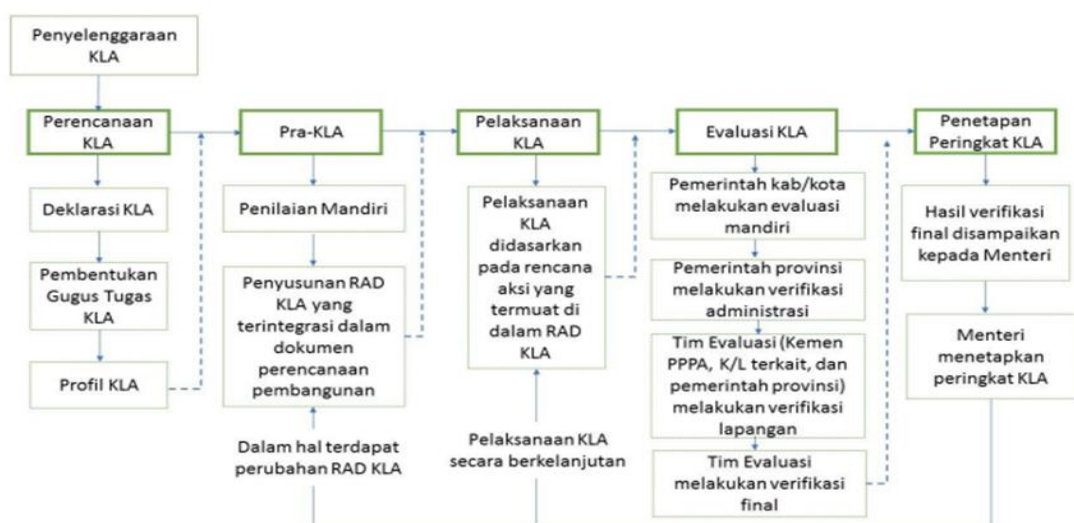 Penyelenggaraan
KLA
Perencanaan
KLA
Deklarasi KLA
Pembentukan
Gugus Tugas
KLA
Profil KLA
Pra-KLA
Penilaian Mandiri
Penyusunan RAD
KLA yang
terintegrasi dalam
dokumen
perencanaan
pembangunan
Dalam hal terdapat
perubahan RAD KLA
Pelaksanaan
KLA
Pelaksanaan
KLA
didasarkan
pada rencana
aksi yang
termuat di
dalam RAD
KLA
Pelaksanaan KLA
secara berkelanjutan
Evaluasi KLA
Pemerintah kab/kota
melakukan evaluasi
mandiri
Pemerintah provinsi
melakukan verifikasi
administrasi
Tim Evaluasi (Kemen
PPPA, K/L terkait, dan
pemerintah provinsi)
melakukan verifikasi
lapangan
Tim Evaluasi
melakukan verifikasi
final
Penetapan
Peringkat KLA
Hasil verifikasi
final disampaikan
kepada Menteri
Menteri
menetapkan
peringkat KLA